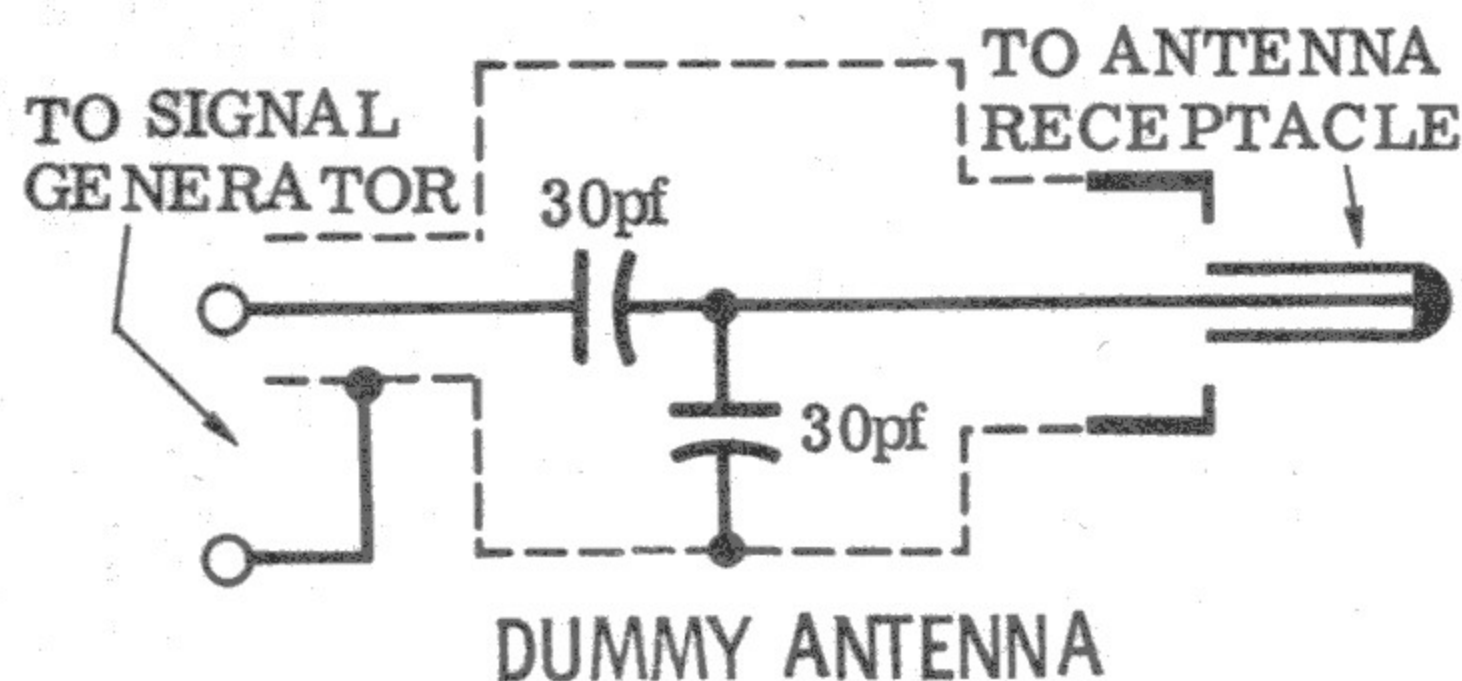 TO SIGNAL
GENERATOR
30pf
TO ANTENNA
RECEPTACLE
30pf
DUMMY ANTENNA